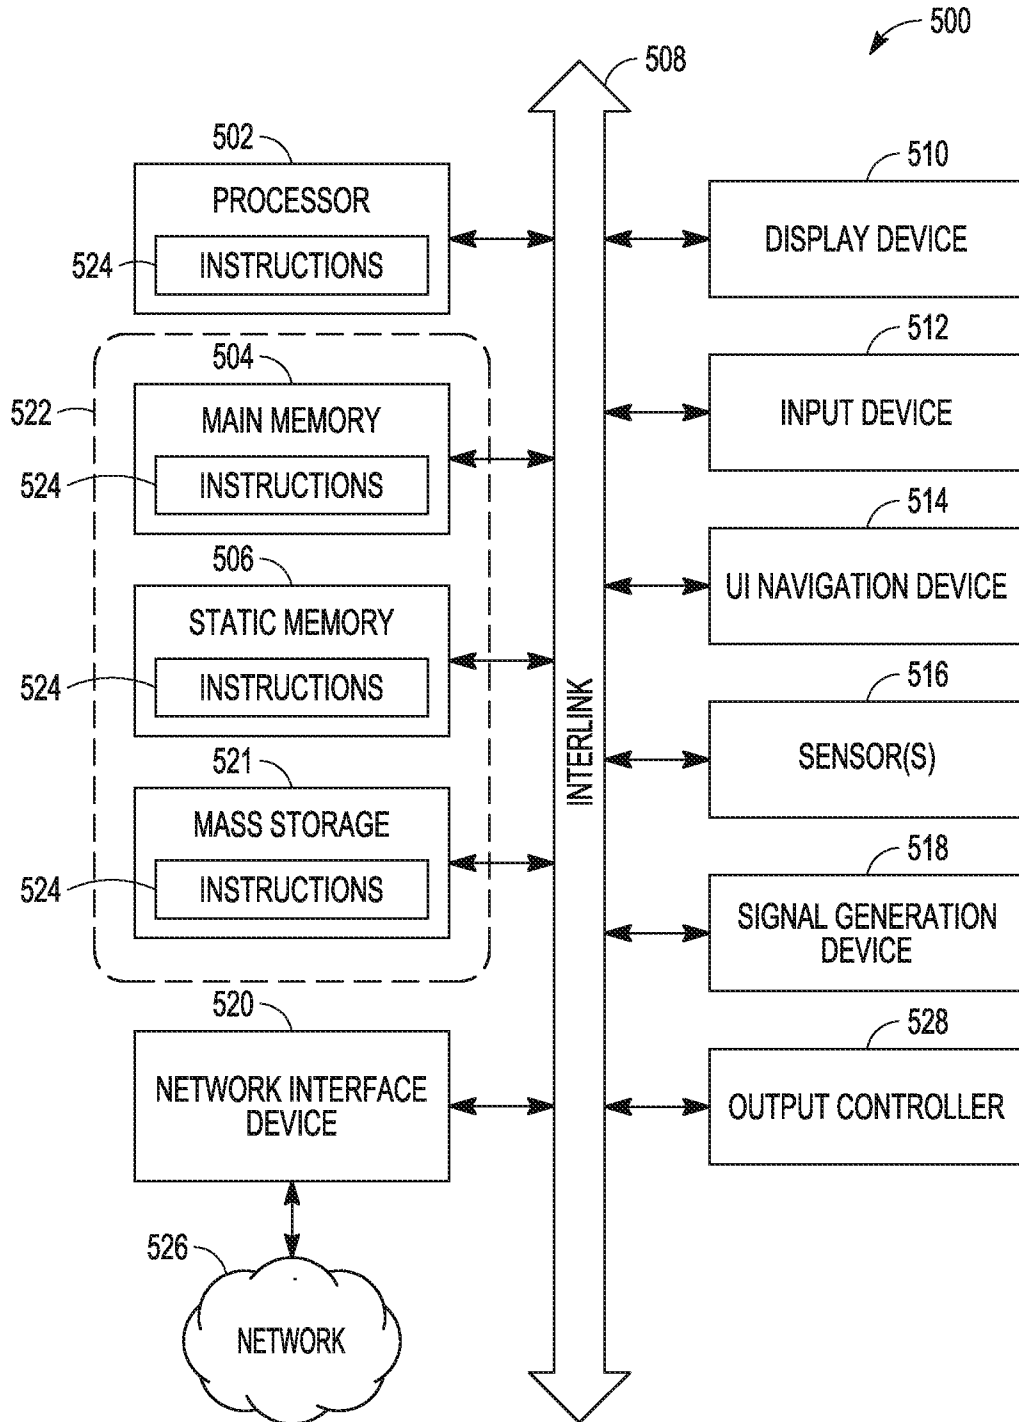 500
508
502
PROCESSOR
524
INSTRUCTIONS
522
504
MAIN MEMORY
524
INSTRUCTIONS
506
STATIC MEMORY
524
INSTRUCTIONS
521
MASS STORAGE
524
INSTRUCTIONS
520
NETWORK INTERFACE
DEVICE
526
NETWORK
INTERLINK
510
DISPLAY DEVICE
512
INPUT DEVICE
514
UI NAVIGATION DEVICE
516
SENSOR(S)
518
SIGNAL GENERATION
DEVICE
528
OUTPUT CONTROLLER